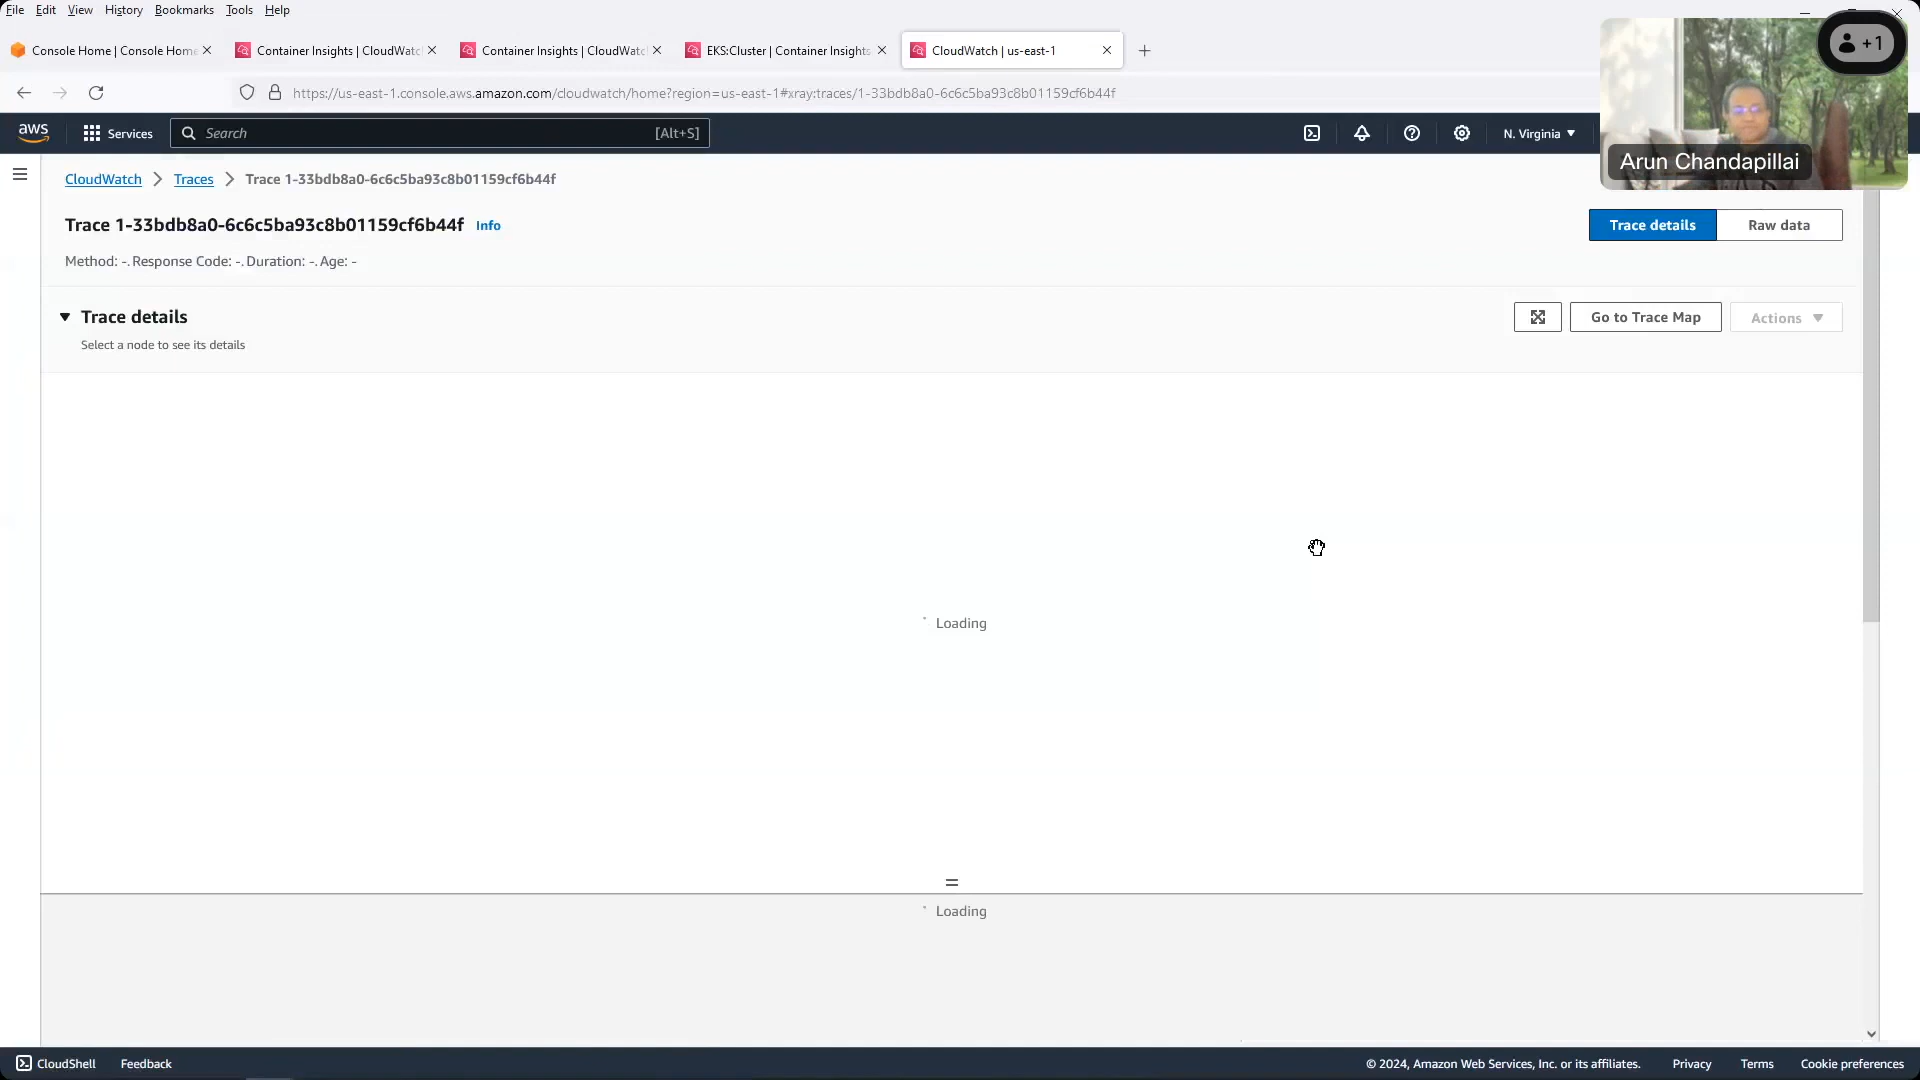 File Edit View History Bookmarks Tools Help
Console Home | Console Home
Container Insights | CloudWatc
Container Insights | CloudWatc
EKS:Cluster | Container Insights
CloudWatch | us-east-1
+1
https://us-east-1.console.aws.amazon.com/cloudwatch/home?region=us-east-1#xray:traces/1-33bdb8a0-6c6c5ba93c8b01159cf6b44f
aws Services Search [Alt+S] N. Virginia
Arun Chandapillai
CloudWatch > Traces > Trace 1-33bdb8a0-6c6c5ba93c8b01159cf6b44f
Trace 1-33bdb8a0-6c6c5ba93c8b01159cf6b44f Info
Trace details Raw data
Method: -. Response Code: -. Duration: -. Age: -
Trace details
Go to Trace Map Actions
Select a node to see its details
Loading
Loading
CloudShell Feedback © 2024, Amazon Web Services, Inc. or its affiliates. Privacy Terms Cookie preferences